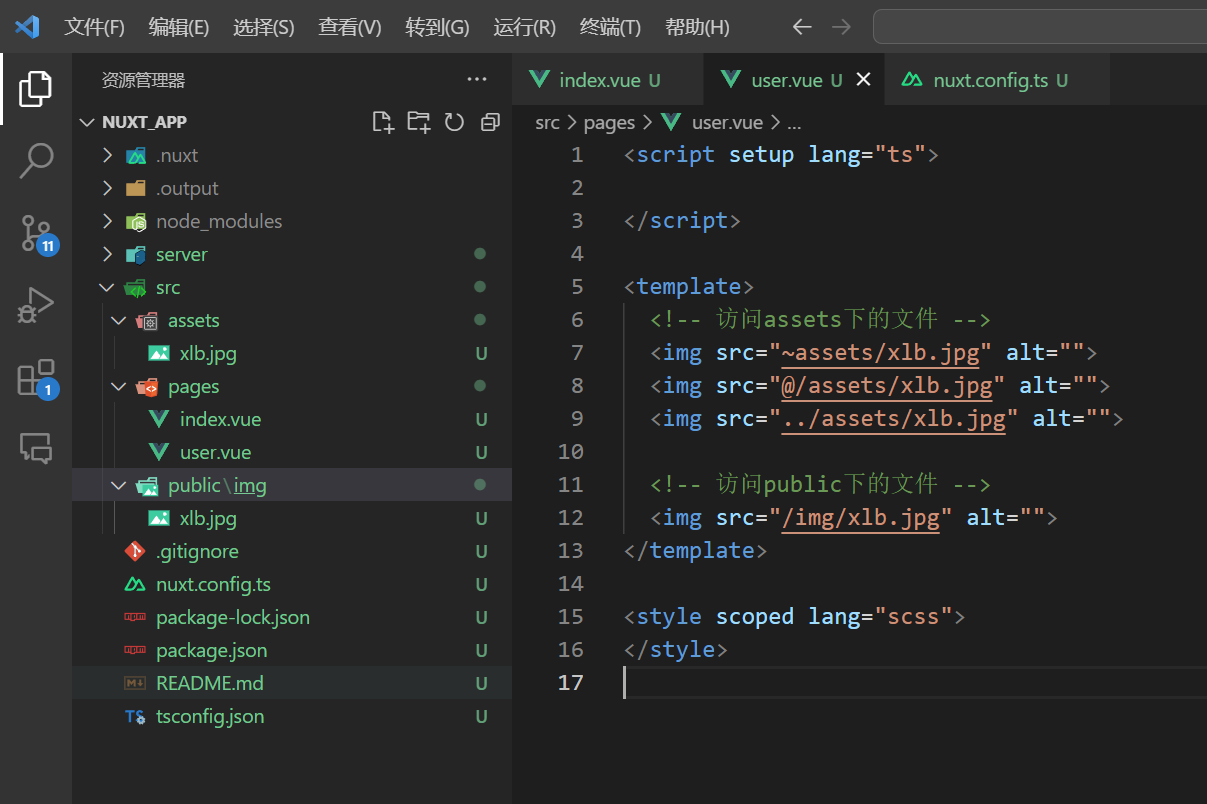 文件(F) 编辑(E) 选择(S) 查看(V) 转到(G) 运行(R) 终端(T) 帮助(H)
资源管理器
NUXT_APP
.nuxt
.output
node_modules
server
src
assets
xlb.jpg U
pages
index.vue U
user.vue U
public\img
xlb.jpg U
.gitignore U
nuxt.config.ts U
package-lock.json U
package.json U
README.md U
tsconfig.json U
11
1
index.vue U user.vue U nuxt.config.ts U
src > pages > user.vue > ...
1 <script setup lang="ts">
2
3 </script>
4
5 <template>
6 <!-- 访问assets下的文件 -->
7 <img src="~assets/xlb.jpg" alt="">
8 <img src="@/assets/xlb.jpg" alt="">
9 <img src="../assets/xlb.jpg" alt="">
10
11 <!-- 访问public下的文件 -->
12 <img src="/img/xlb.jpg" alt="">
13 </template>
14
15 <style scoped lang="scss">
16 </style>
17